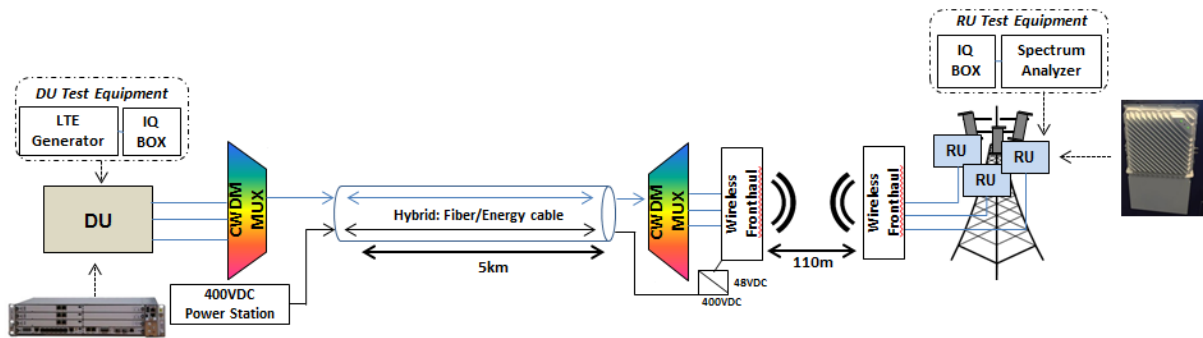 DU Test Equipment
LTE
Generator
IQ
BOX
DU
CWDM
MUX
400VDC
Power Station
Hybrid: Fiber/Energy cable
5km
CWDM
MUX
Wireless
Fronthaul
48VDC
400VDC
110m
Wireless
Fronthaul
RU Test Equipment
IQ
BOX
Spectrum
Analyzer
RU
RU
RU